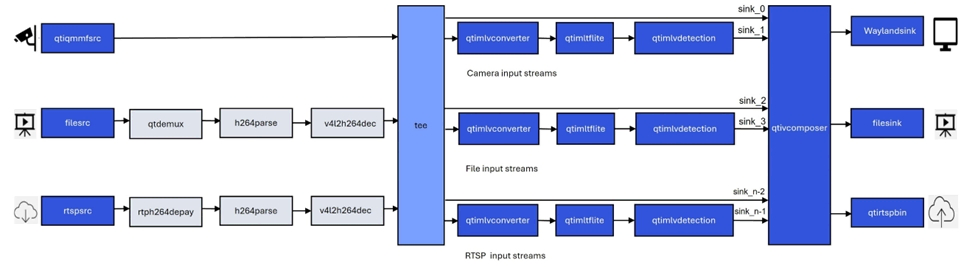 qtiqmmfsrc
sink_0
qtimlvconverter
qtimltflite
qtimlvdetection
sink_1
Waylandsink
Camera input streams
filesrc
qtdemux
h264parse
v4l2h264dec
tee
sink_2
qtimlvconverter
qtimltflite
qtimlvdetection
sink_3
qtivcomposer
filesink
File input streams
rtspsrc
rtph264depay
h264parse
v4l2h264dec
sink_n-2
qtimlvconverter
qtimltflite
qtimlvdetection
sink_n-1
qtirtspbin
RTSP input streams